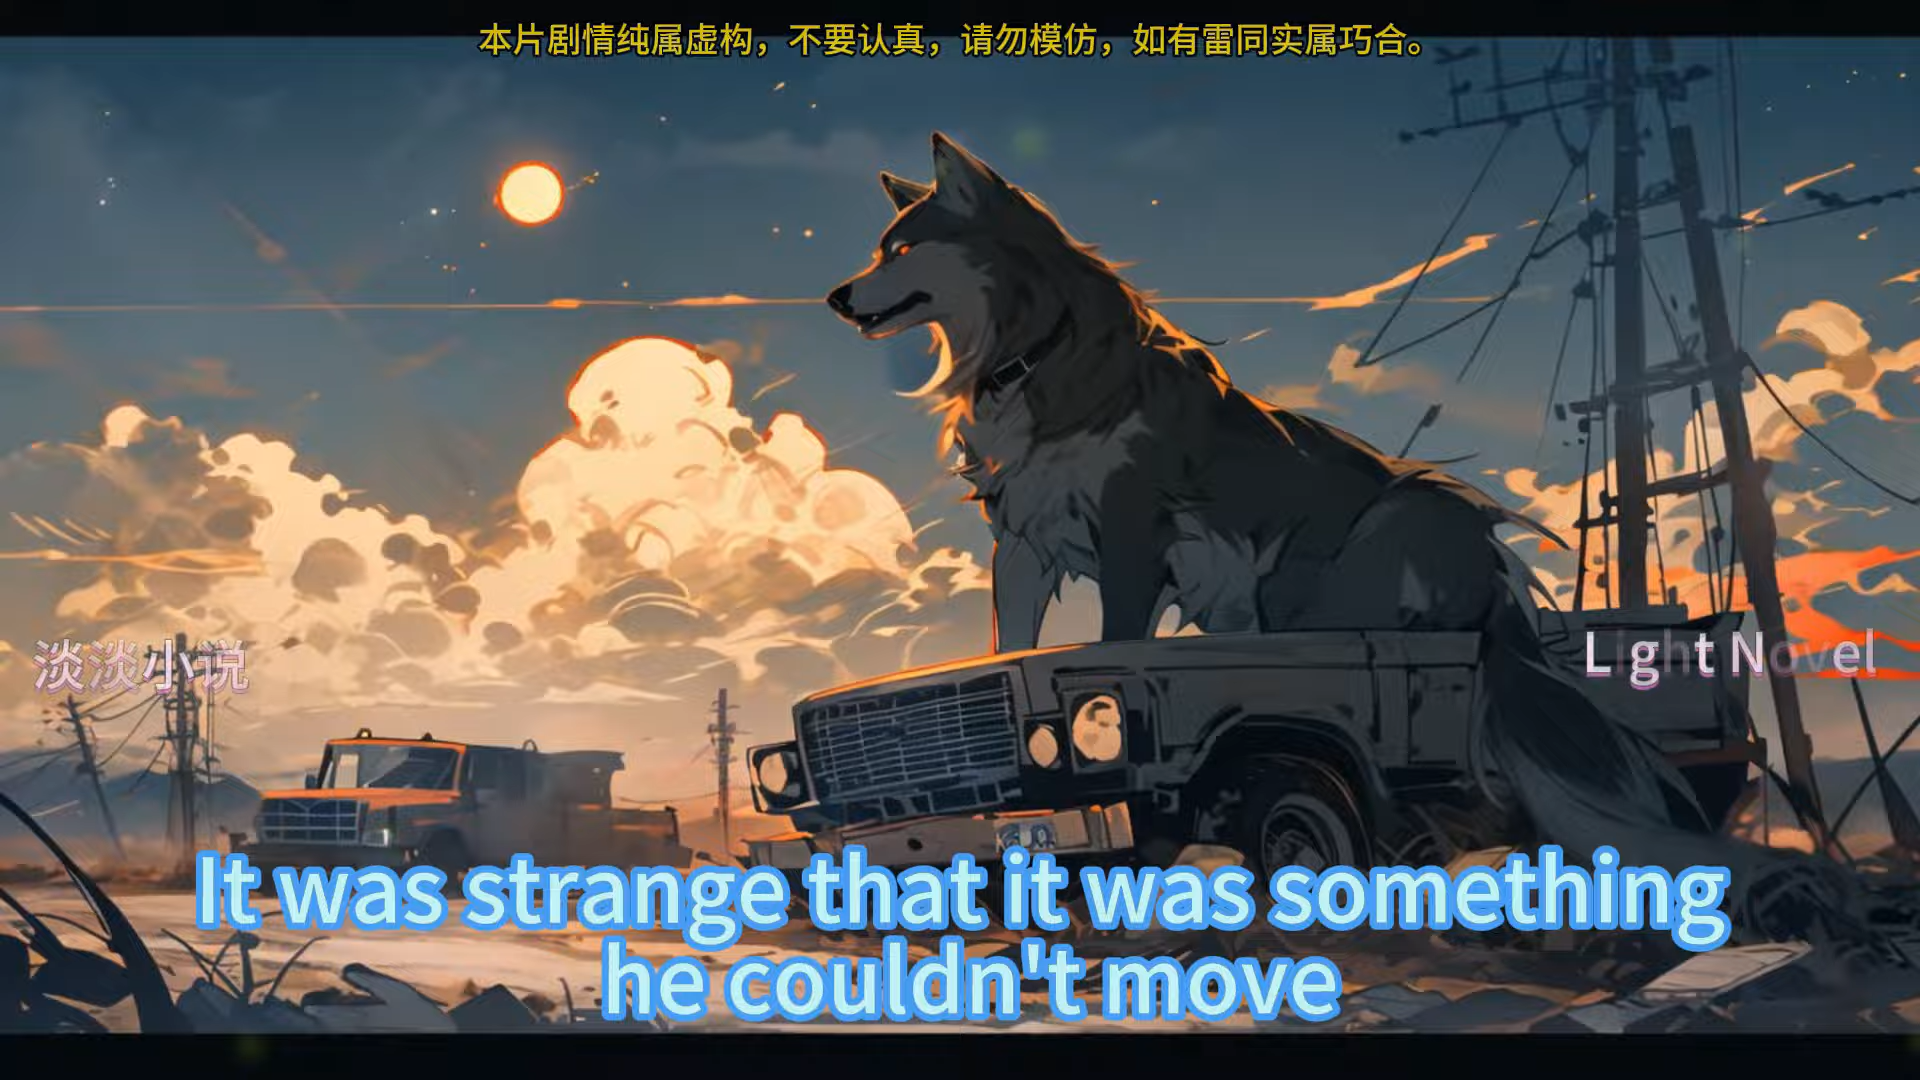 本片剧情纯属虚构，不要认真，请勿模仿，如有雷同实属巧合。
淡淡小说
Light Novel
It was strange that it was something
he couldn't move